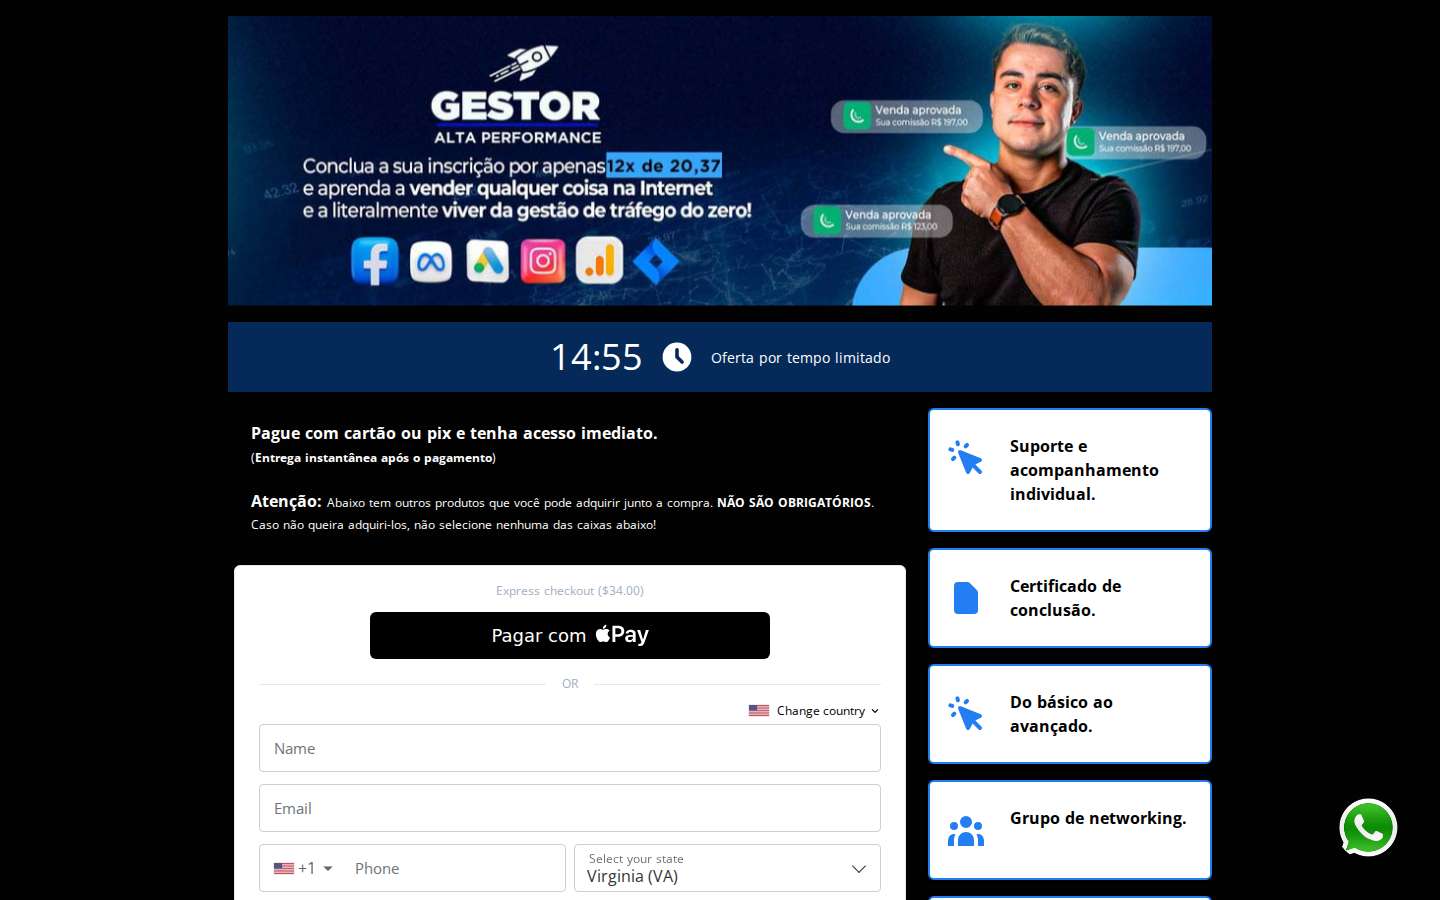 GESTOR
ALTA PERFORMANCE
Conclua a sua inscrição por apenas 12x de 20,37
e aprenda a vender qualquer coisa na Internet
e a literalmente viver da gestão de tráfego do zero!
Venda aprovada
Sua comissão R$ 197,00
Venda aprovada
Sua comissão R$ 197,00
Venda aprovada
Sua comissão R$ 123,00
42.32
28.92
14:55
Oferta por tempo limitado
Pague com cartão ou pix e tenha acesso imediato.
(Entrega instantânea após o pagamento)
Atenção: Abaixo tem outros produtos que você pode adquirir junto a compra. NÃO SÃO OBRIGATÓRIOS.
Caso não queira adquiri-los, não selecione nenhuma das caixas abaixo!
Express checkout ($34.00)
Pagar com Pay
OR
Change country
Name
Email
+1
Phone
Select your state
Virginia (VA)
Suporte e
acompanhamento
individual.
Certificado de
conclusão.
Do básico ao
avançado.
Grupo de networking.